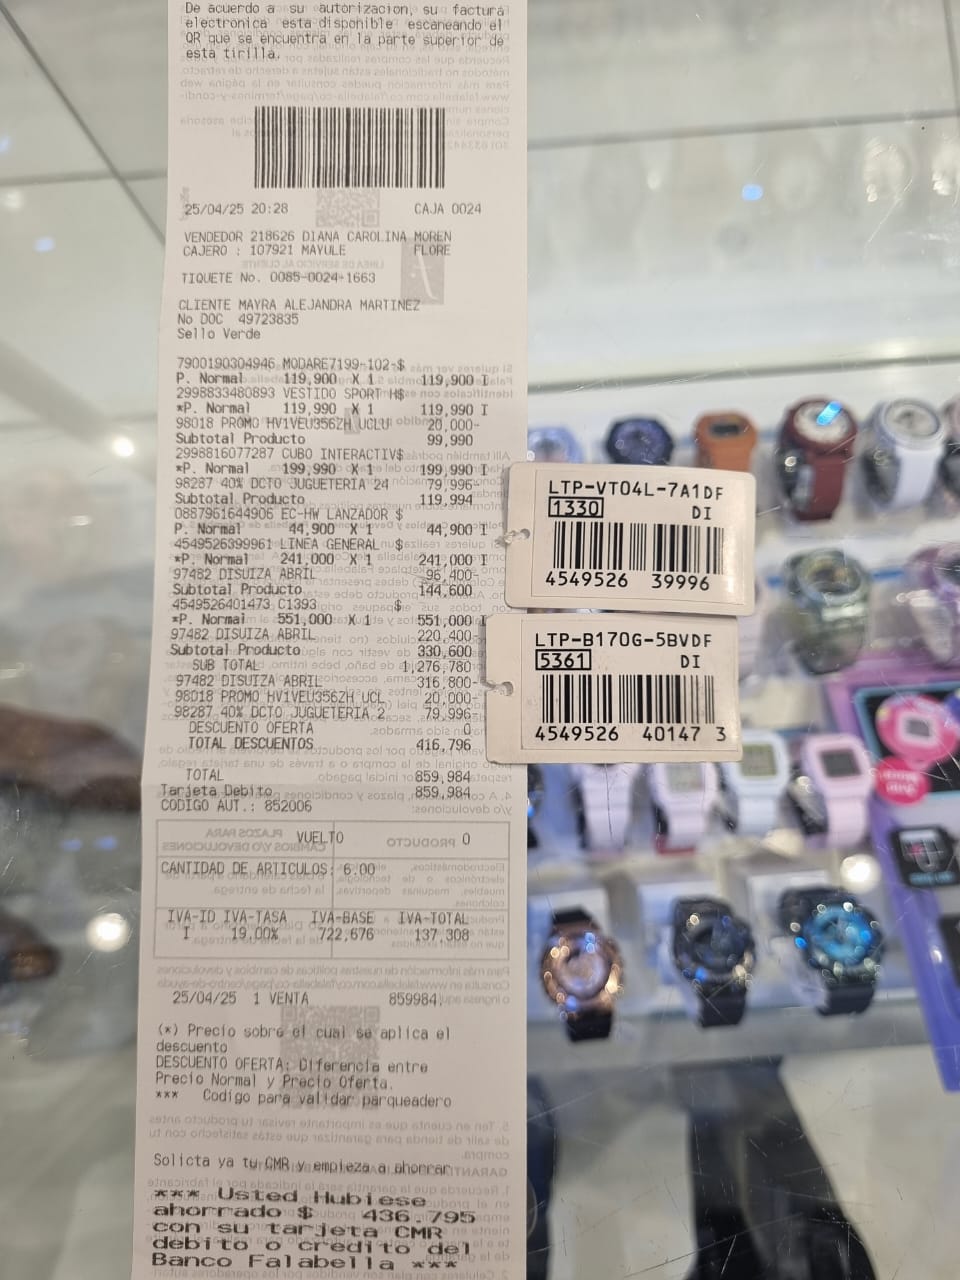 De acuerdo a su autorizacion, su factura
electronica esta disponible escaneando el
QR que se encuentra en la parte superior de
esta tirilla.
25/04/25 20:28 CAJA 0024
VENDEDOR 218626 DIANA CAROLINA MOREN
CAJERO : 107921 MAYULE FLORE
TIQUETE No. 0085-0024-1663
CLIENTE MAYRA ALEJANDRA MARTINEZ
No DOC 49723835
Sello Verde
7900190304946 MODARE7199-102-$
P. Normal 119,900 X 1 119,900 I
2998833480893 VESTIDO SPORT H$
*P. Normal 119,990 X 1 119,990 I
98018 PROMO HV1VEU356ZH UCLU 20,000-
Subtotal Producto 99,990
2998816077287 CUBO INTERACTIV$
*P. Normal 199,990 X 1 199,990 I
98287 40% DCTO JUGUETERIA 24 79,996-
Subtotal Producto 119,994
0887961644906 EC-HW LANZADOR $
P. Normal 44,900 X 1 44,900 I
4549526399961 LINEA GENERAL $
*P. Normal 241,000 X 1 241,000 I
97482 DISUIZA ABRIL 96,400-
Subtotal Producto 144,600
4549526401473 C1393 $
*P. Normal 551,000 X 1 551,000 I
97482 DISUIZA ABRIL 220,400-
Subtotal Producto 330,600
SUB TOTAL 1,276,780
97482 DISUIZA ABRIL 316,800-
98018 PROMO HV1VEU356ZH UCL 20,000-
98287 40% DCTO JUGUETERIA 2 79,996-
DESCUENTO OFERTA 0
TOTAL DESCUENTOS 416,796
TOTAL 859,984
Tarjeta Debito 859,984
CODIGO AUT.: 852006
VUELTO 0
CANTIDAD DE ARTICULOS: 6.00
IVA-ID IVA-TASA IVA-BASE IVA-TOTAL
I 19.00% 722,676 137,308
25/04/25 1 VENTA 859984
(*) Precio sobre el cual se aplica el
descuento
DESCUENTO OFERTA: Diferencia entre
Precio Normal y Precio Oferta.
*** Codigo para validar parqueadero
Solicita ya tu CMR y empieza a ahorrar
*** Usted Hubiese
ahorrado $ 436.795
con su tarjeta CMR
debito o credito del
Banco Falabella ***
LTP-VT04L-7A1DF
1330 DI
4549526 39996
LTP-B170G-5BVDF
5361 DI
4549526 40147 3